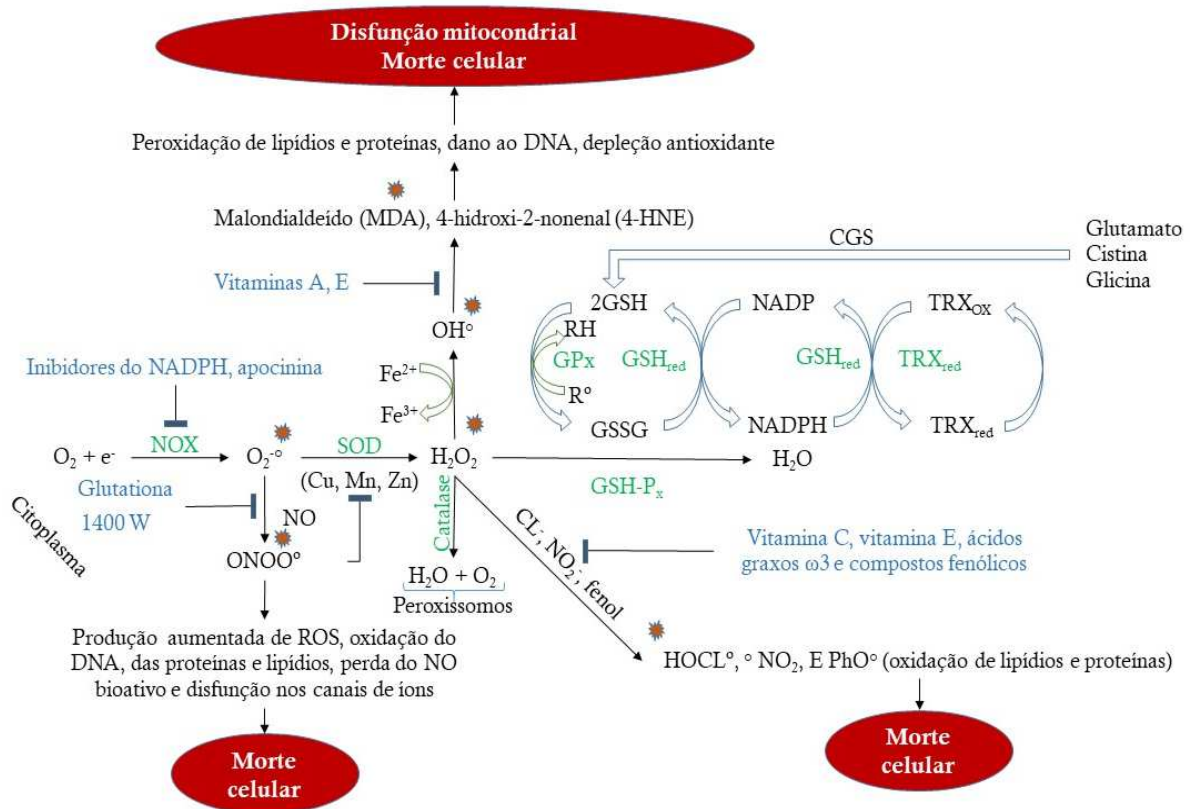 Disfunção mitocondrial
Morte celular
Peroxidação de lipídios e proteínas, dano ao DNA, depleção antioxidante
Malondialdeído (MDA), 4-hidroxi-2-nonenal (4-HNE)
Vitaminas A, E
OH°
Fe²⁺
Fe³⁺
CGS
Glutamato
Cistina
Glicina
2GSH
NADP
TRX_OX
RH
GPx
GSH_red
GSH_red
TRX_red
R°
GSSG
NADPH
TRX_red
Inibidores do NADPH, apocinina
NOX
SOD
O₂ + e⁻
O₂⁻°
(Cu, Mn, Zn)
H₂O₂
GSH-Pₓ
H₂O
Glutationa
1400 W
NO
ONOO°
Citoplasma
Catalase
H₂O + O₂
Peroxissomos
CL⁻, NO₂⁻, fenol
Vitamina C, vitamina E, ácidos
graxos ω3 e compostos fenólicos
Produção aumentada de ROS, oxidação do
DNA, das proteínas e lipídios, perda do NO
bioativo e disfunção nos canais de íons
HOCL°, ° NO₂, E PhO° (oxidação de lipídios e proteínas)
Morte
celular
Morte
celular